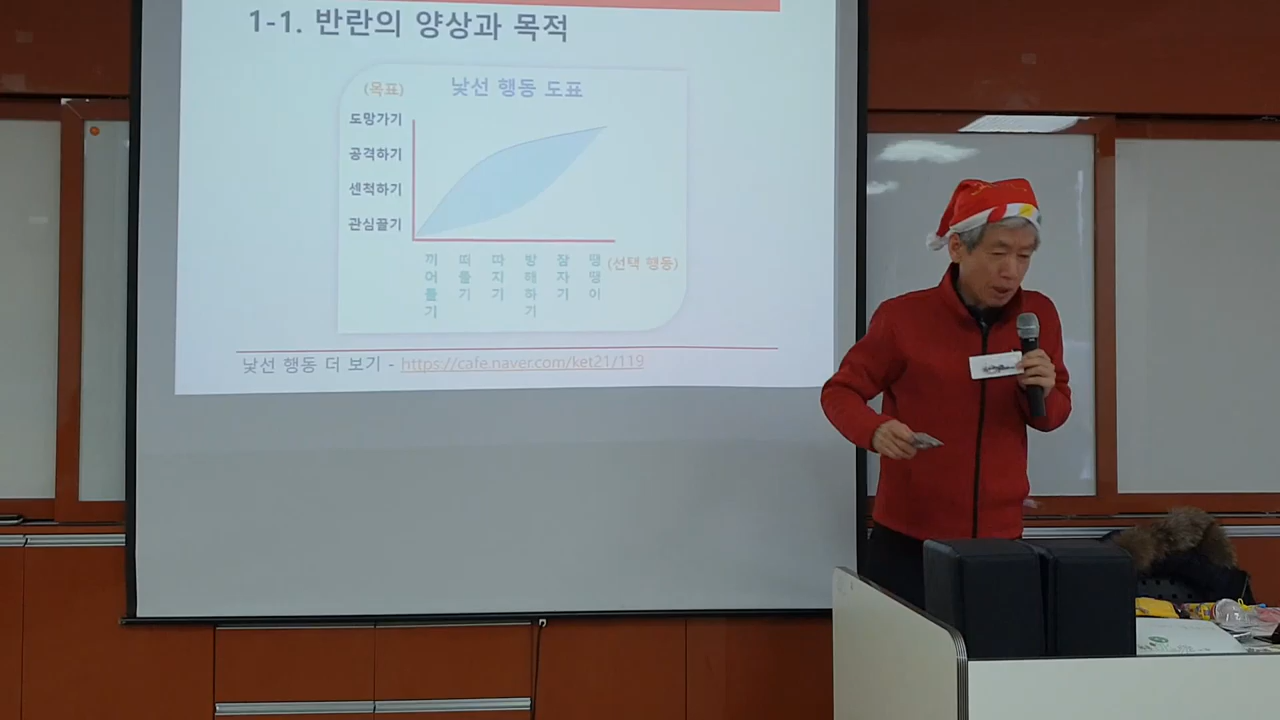 1-1. 반란의 양상과 목적
(목표)
낯선 행동 도표
도망가기
공격하기
센척하기
관심끌기
끼어들기
떠들기
따지기
방해하기
잠자기
땡땡이
(선택 행동)
낯선 행동 더 보기 - https://cafe.naver.com/ket21/119